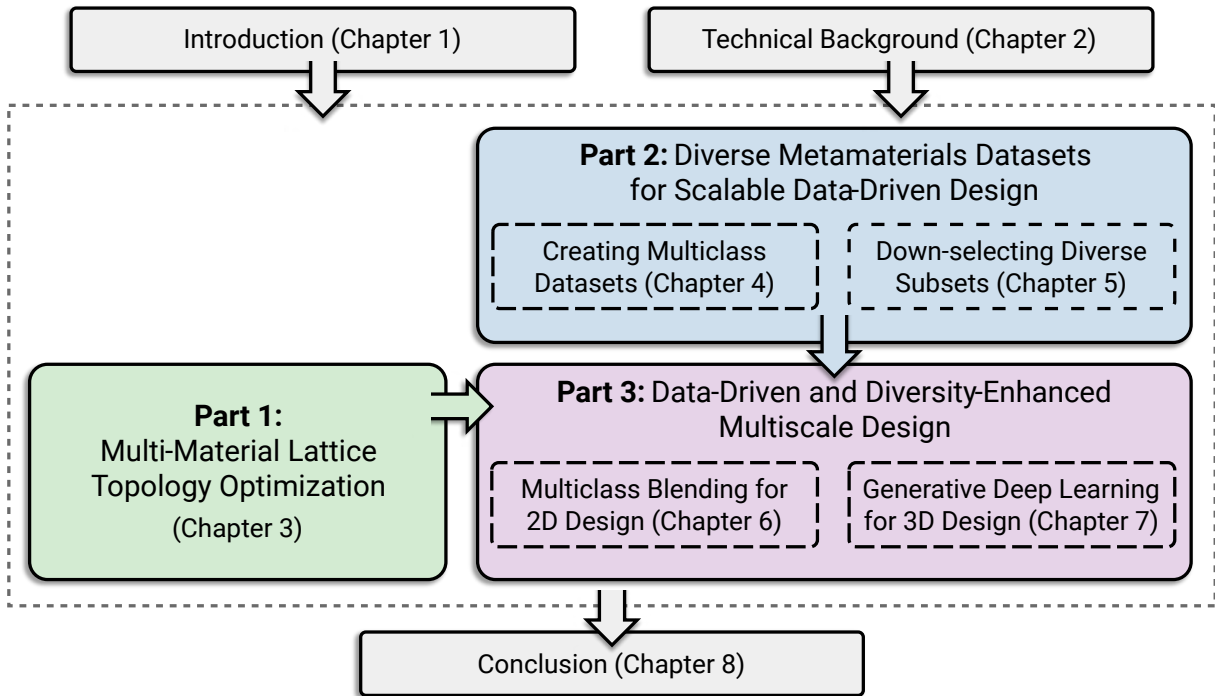 Introduction (Chapter 1)
Technical Background (Chapter 2)
Part 2: Diverse Metamaterials Datasets
for Scalable Data-Driven Design
Creating Multiclass
Datasets (Chapter 4)
Down-selecting Diverse
Subsets (Chapter 5)
Part 1:
Multi-Material Lattice
Topology Optimization
(Chapter 3)
Part 3: Data-Driven and Diversity-Enhanced
Multiscale Design
Multiclass Blending for
2D Design (Chapter 6)
Generative Deep Learning
for 3D Design (Chapter 7)
Conclusion (Chapter 8)